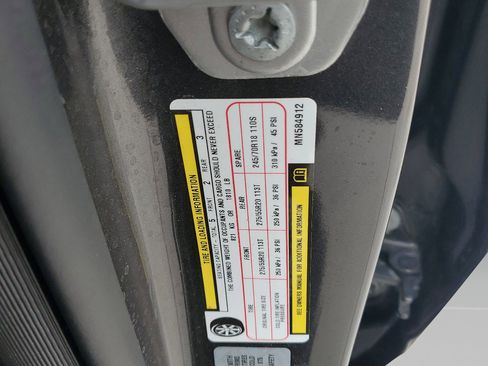 TIRE AND LOADING INFORMATION
SEATING CAPACITY - TOTAL 5 FRONT 2 REAR 3
THE COMBINED WEIGHT OF OCCUPANTS AND CARGO SHOULD NEVER EXCEED
821 KG OR 1810 LB
TIRE FRONT REAR SPARE
ORIGINAL TIRE SIZE 275/55R20 113T 275/55R20 113T 245/70R18 110S
COLD TIRE INFLATION PRESSURE 250 kPa / 36 PSI 250 kPa / 36 PSI 310 kPa / 45 PSI
SEE OWNERS MANUAL FOR ADDITIONAL INFORMATION
MN584912